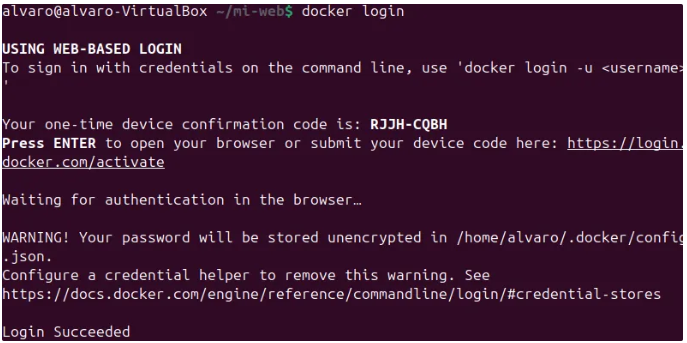 alvaro@alvaro-VirtualBox ~/mi-web$ docker login
USING WEB-BASED LOGIN
To sign in with credentials on the command line, use 'docker login -u <username>
'
Your one-time device confirmation code is: RJJH-CQBH
Press ENTER to open your browser or submit your device code here: https://login.
docker.com/activate
Waiting for authentication in the browser…
WARNING! Your password will be stored unencrypted in /home/alvaro/.docker/config
.json.
Configure a credential helper to remove this warning. See
https://docs.docker.com/engine/reference/commandline/login/#credential-stores
Login Succeeded